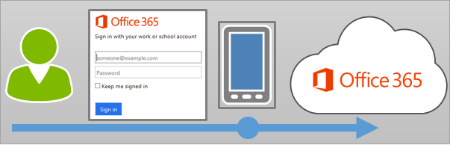 Office 365
Sign in with your work or school account
someone@example.com
Password
Keep me signed in
Sign in
Office 365